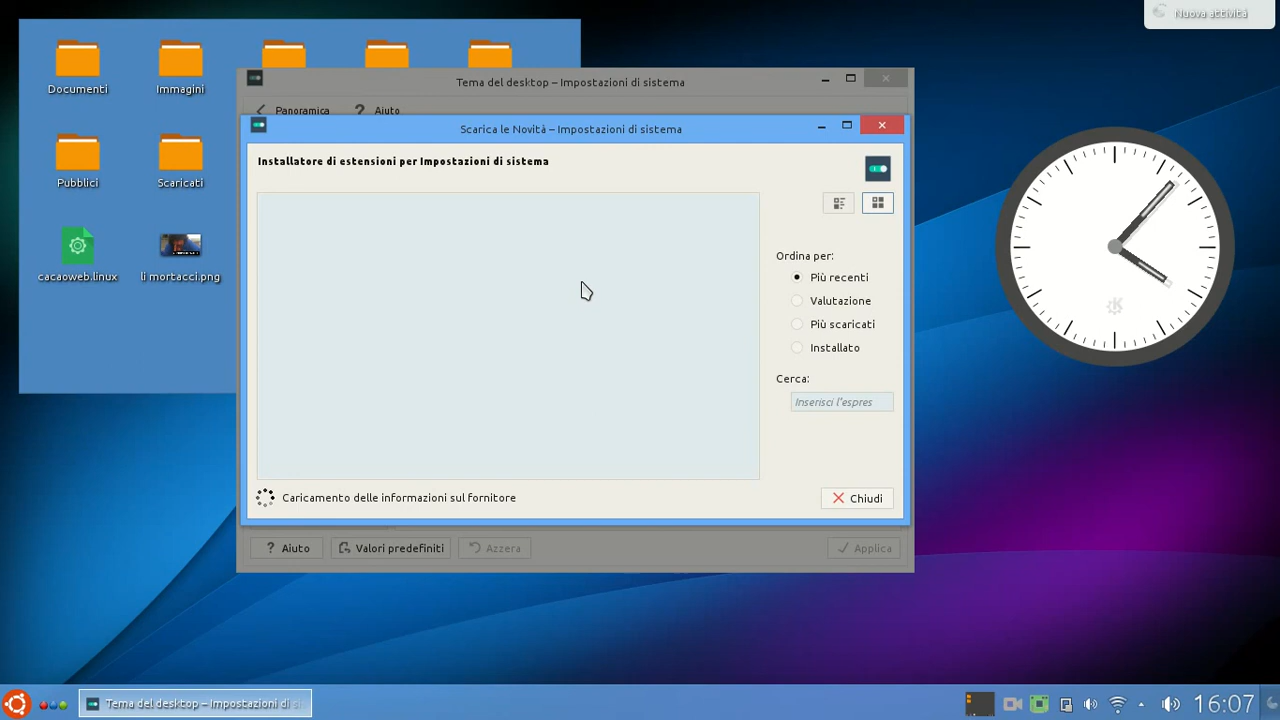 Nuova attività
Documenti
Immagini
Pubblici
Scaricati
cacaoweb.linux
li mortacci.png
Tema del desktop – Impostazioni di sistema
Panoramica
? Aiuto
Scarica le Novità – Impostazioni di sistema
Installatore di estensioni per Impostazioni di sistema
Ordina per:
Più recenti
Valutazione
Più scaricati
Installato
Cerca:
Inserisci l'espres
Caricamento delle informazioni sul fornitore
Chiudi
? Aiuto
Valori predefiniti
Azzera
Applica
Tema del desktop – Impostazioni di s
16:07